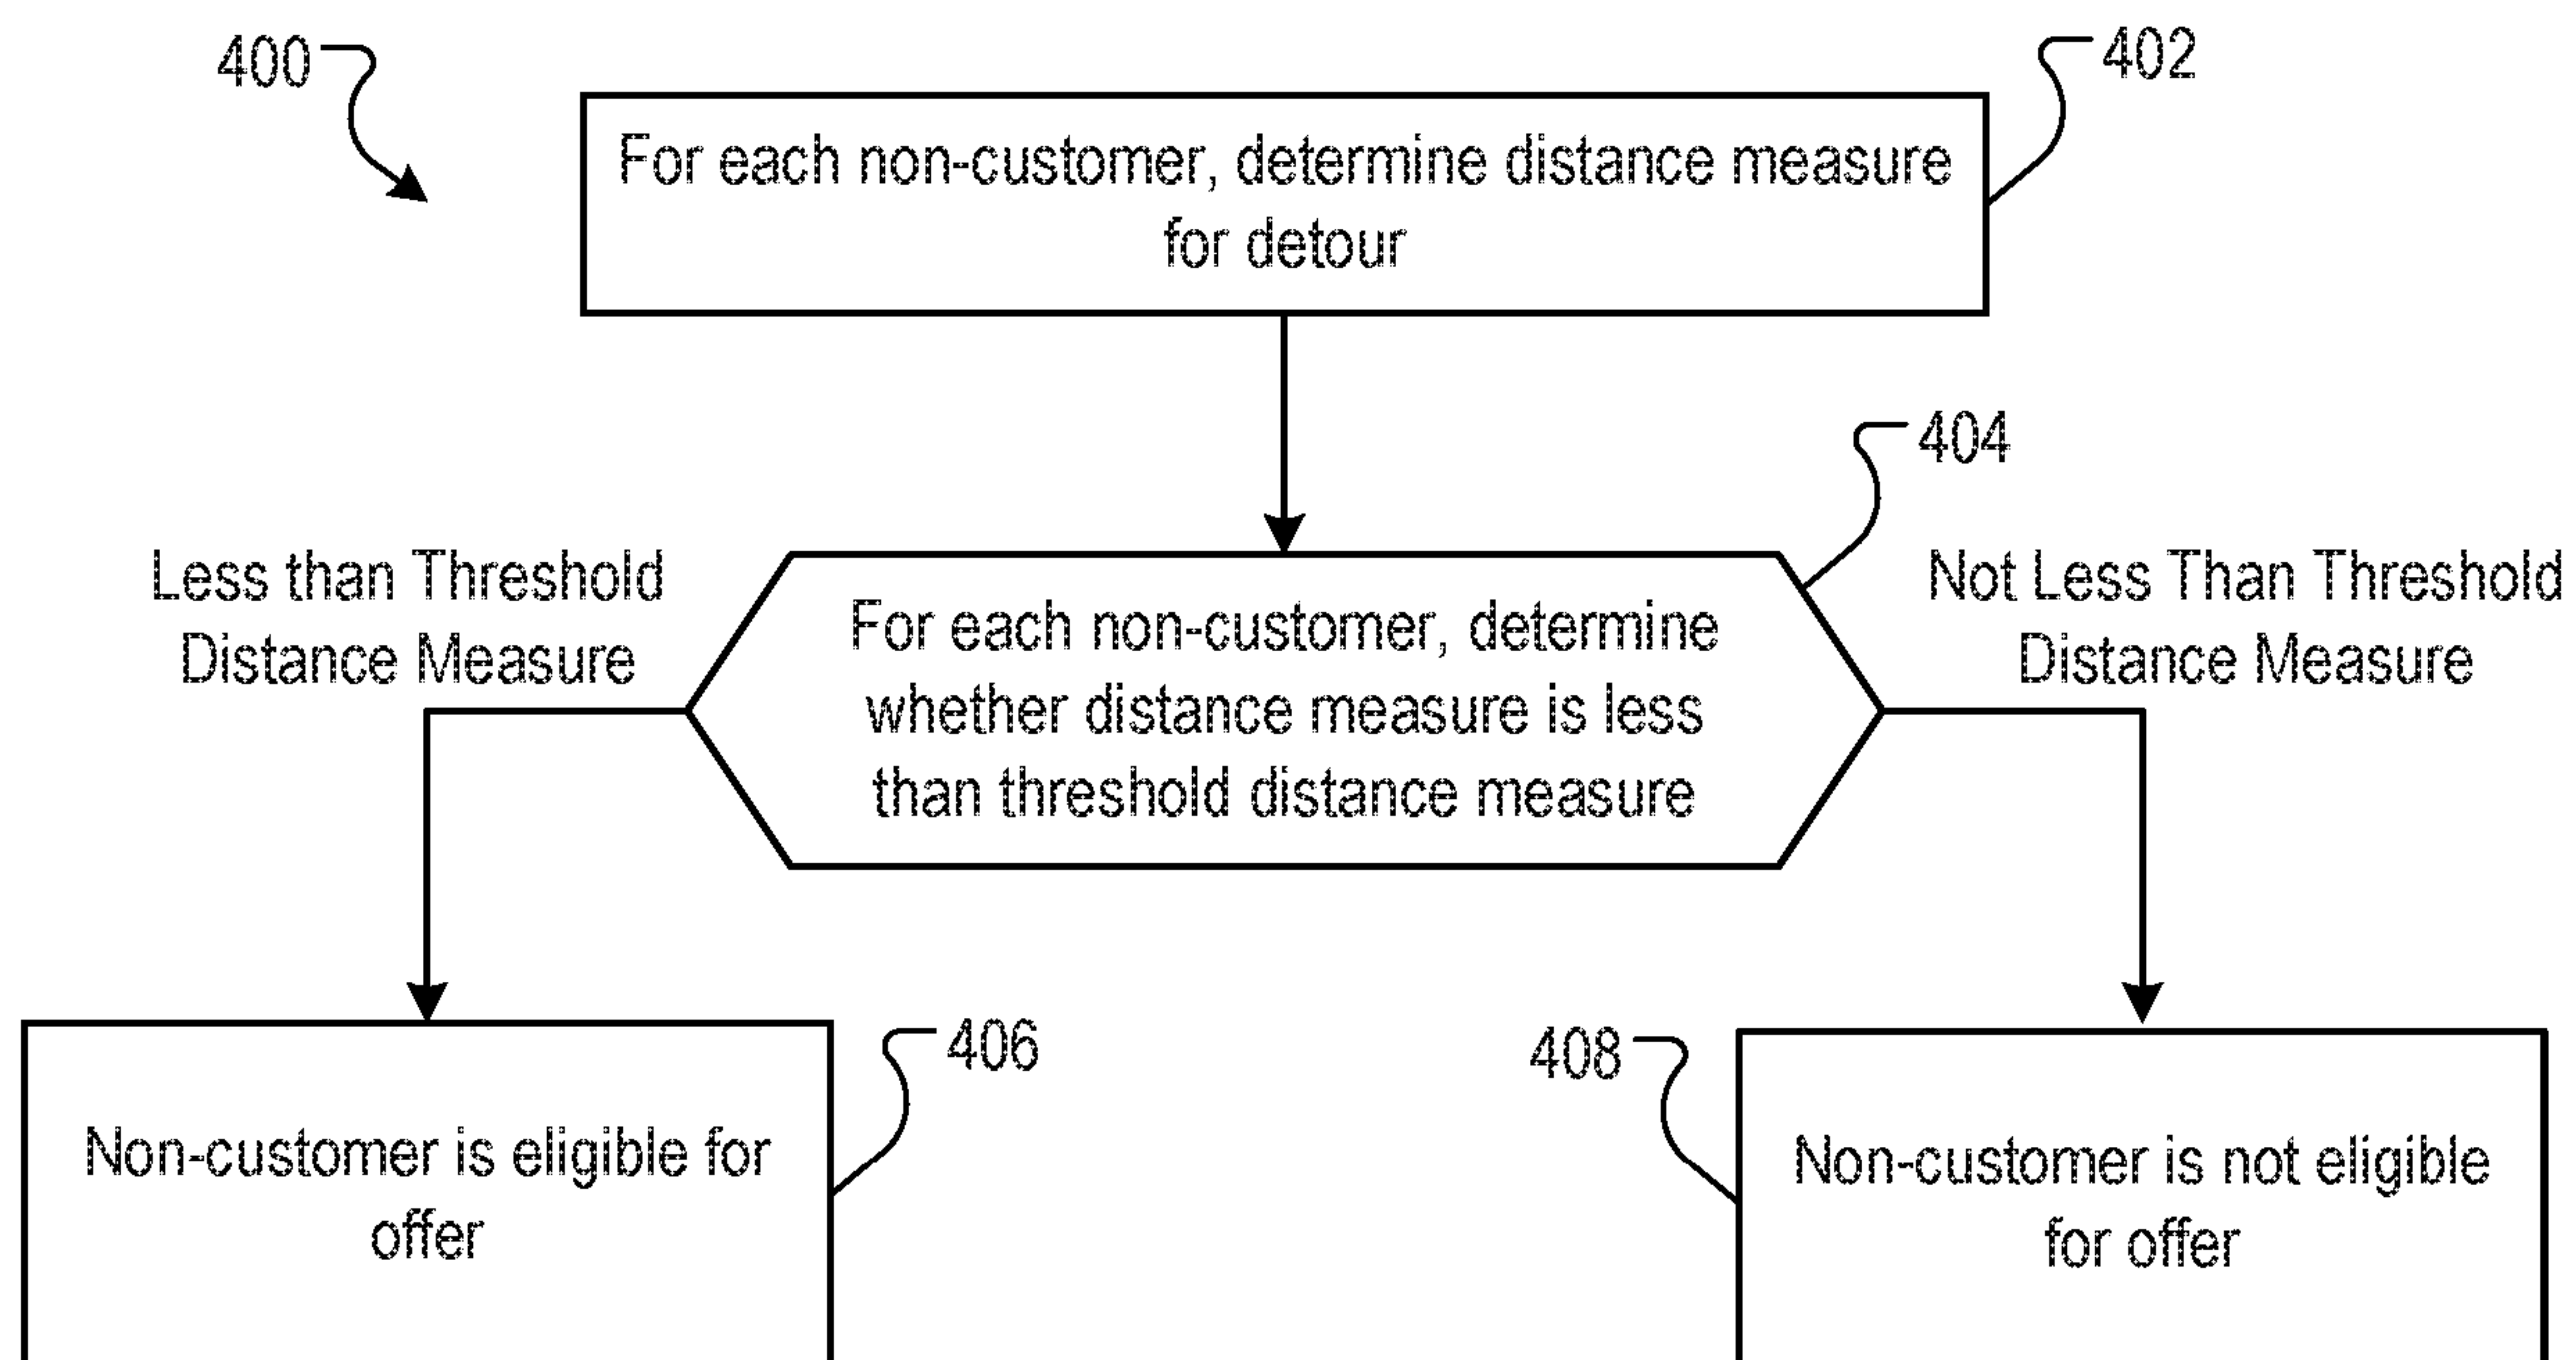 400
402
For each non-customer, determine distance measure
for detour
404
Less than Threshold
Distance Measure
For each non-customer, determine
whether distance measure is less
than threshold distance measure
Not Less Than Threshold
Distance Measure
406
Non-customer is eligible for
offer
408
Non-customer is not eligible
for offer